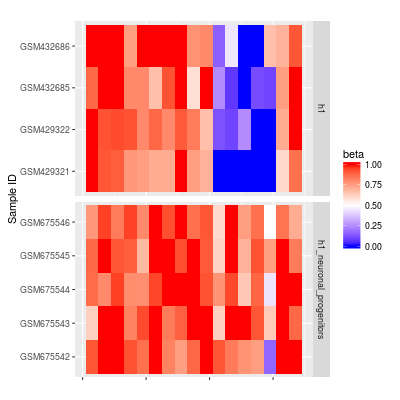 GSM432686
GSM432685
GSM429322
GSM429321
h1
GSM675546
GSM675545
GSM675544
GSM675543
GSM675542
h1_neuronal_progenitors
Sample ID
beta
1.00
0.75
0.50
0.25
0.00